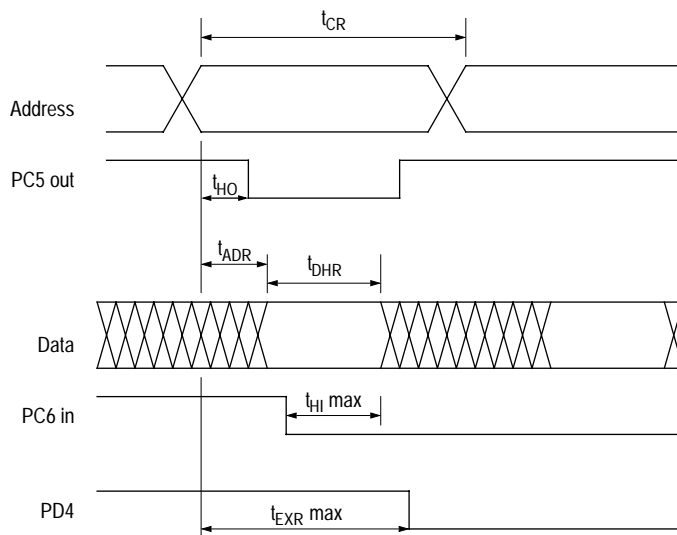 tCR
Address
PC5 out
tHO
tADR
tDHR
Data
PC6 in
tHI max
PD4
tEXR max